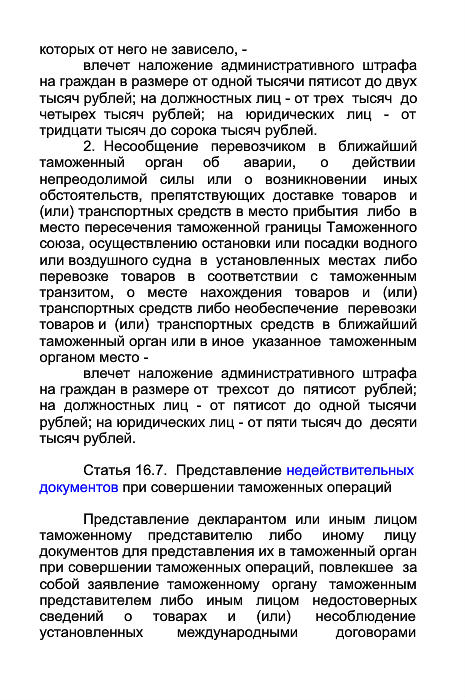 которых от него не зависело, -
влечет наложение административного штрафа
на граждан в размере от одной тысячи пятисот до двух
тысяч рублей; на должностных лиц - от трех тысяч до
четырех тысяч рублей; на юридических лиц - от
тридцати тысяч до сорока тысяч рублей.
2. Несообщение перевозчиком в ближайший
таможенный орган об аварии, о действии
непреодолимой силы или о возникновении иных
обстоятельств, препятствующих доставке товаров и
(или) транспортных средств в место прибытия либо в
место пересечения таможенной границы Таможенного
союза, осуществлению остановки или посадки водного
или воздушного судна в установленных местах либо
перевозке товаров в соответствии с таможенным
транзитом, о месте нахождения товаров и (или)
транспортных средств либо необеспечение перевозки
товаров и (или) транспортных средств в ближайший
таможенный орган или в иное указанное таможенным
органом место -
влечет наложение административного штрафа
на граждан в размере от трехсот до пятисот рублей;
на должностных лиц - от пятисот до одной тысячи
рублей; на юридических лиц - от пяти тысяч до десяти
тысяч рублей.
Статья 16.7. Представление недействительных
документов при совершении таможенных операций
Представление декларантом или иным лицом
таможенному представителю либо иному лицу
документов для представления их в таможенный орган
при совершении таможенных операций, повлекшее за
собой заявление таможенному органу таможенным
представителем либо иным лицом недостоверных
сведений о товарах и (или) несоблюдение
установленных международными договорами